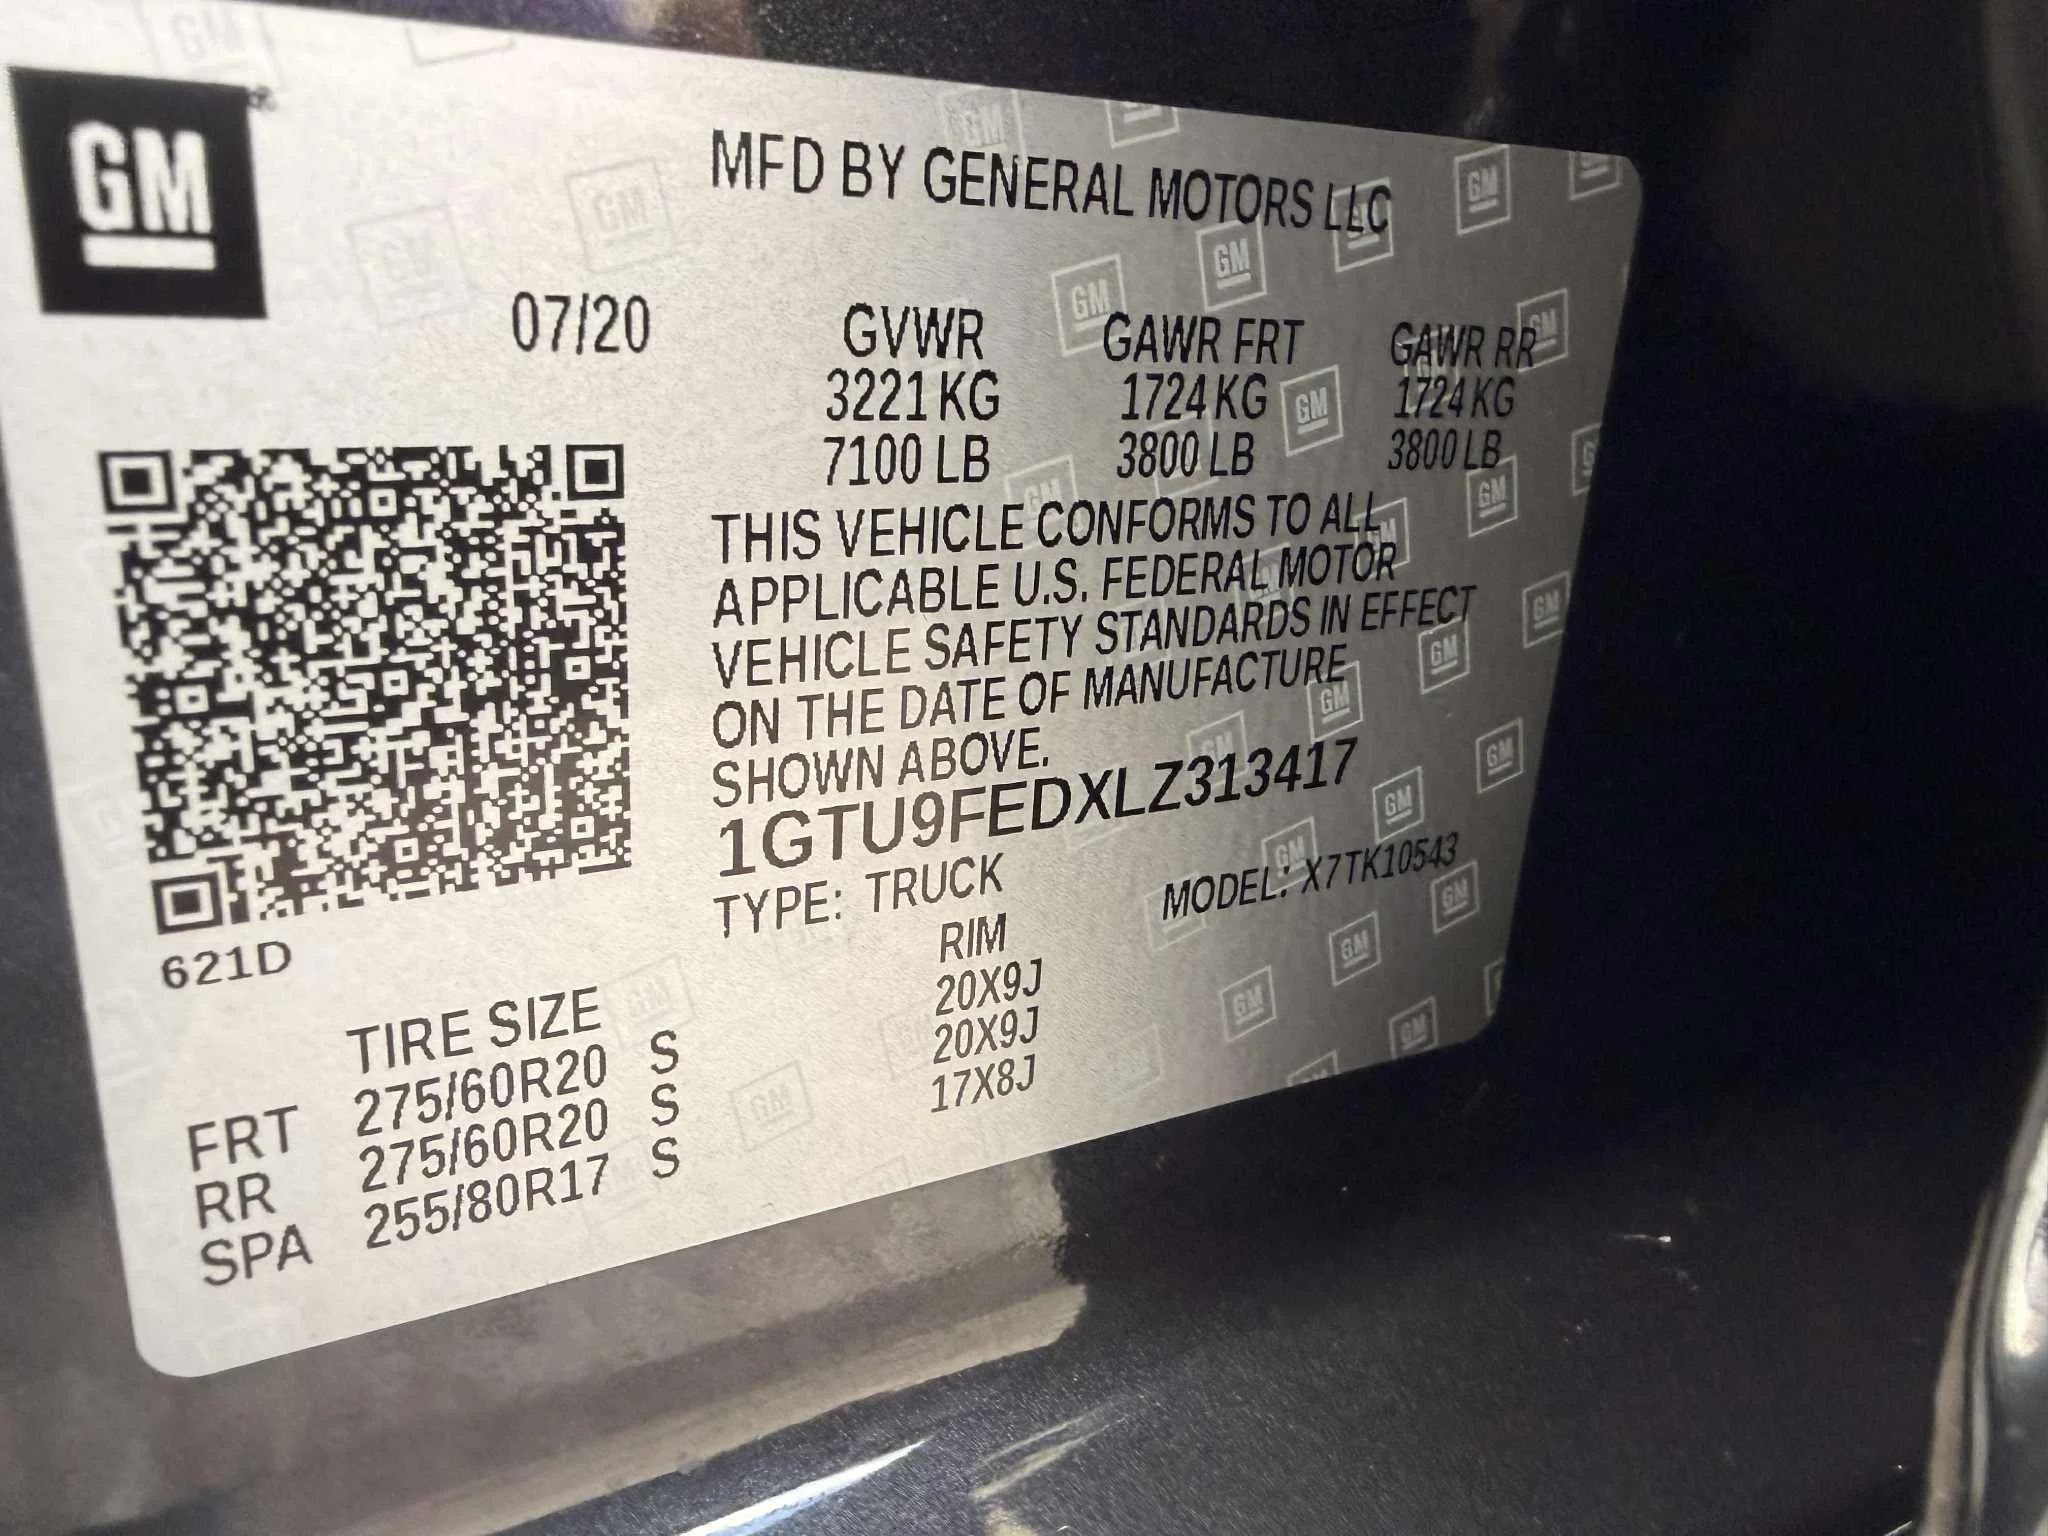 GM
MFD BY GENERAL MOTORS LLC
07/20 GVWR GAWR FRT GAWR RR
3221 KG 1724 KG 1724 KG
7100 LB 3800 LB 3800 LB
THIS VEHICLE CONFORMS TO ALL
APPLICABLE U.S. FEDERAL MOTOR
VEHICLE SAFETY STANDARDS IN EFFECT
ON THE DATE OF MANUFACTURE
SHOWN ABOVE.
1GTU9FEDXLZ313417
TYPE: TRUCK MODEL: X7TK10543
621D
TIRE SIZE RIM
FRT 275/60R20 S 20X9J
RR 275/60R20 S 20X9J
SPA 255/80R17 S 17X8J